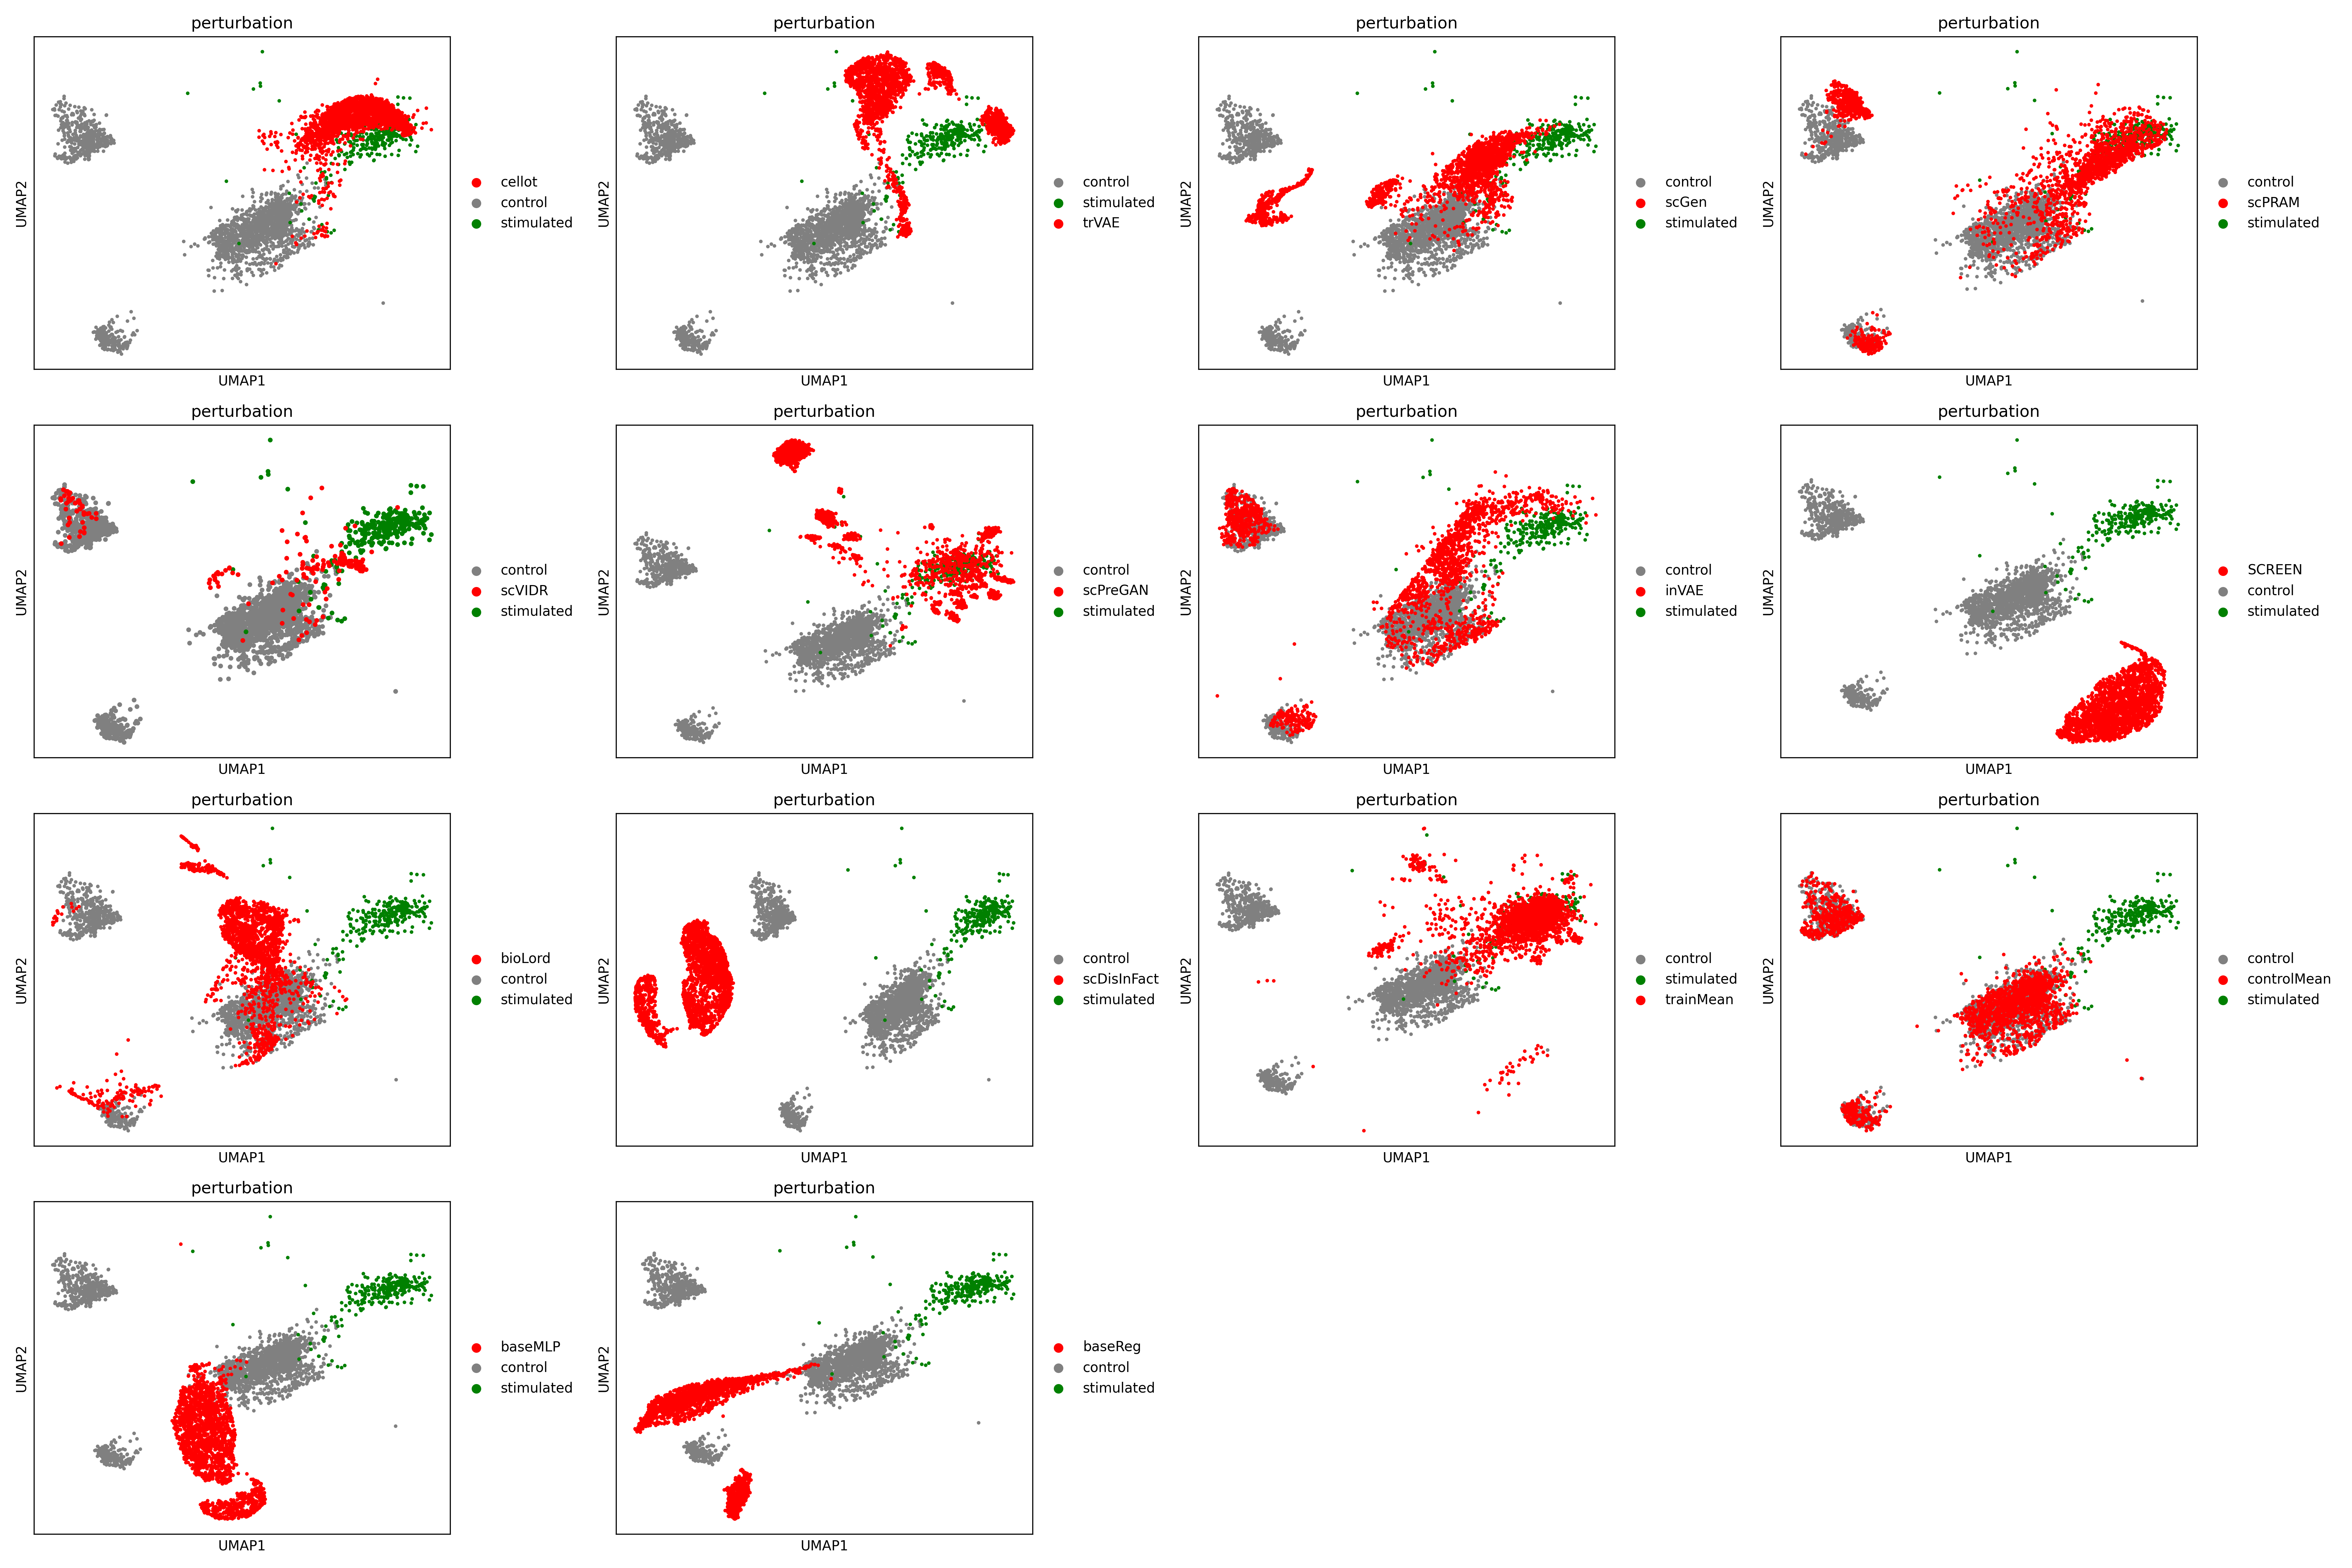 perturbation
UMAP2
UMAP1
cellot
control
stimulated
perturbation
UMAP2
UMAP1
control
stimulated
trVAE
perturbation
UMAP2
UMAP1
control
scGen
stimulated
perturbation
UMAP2
UMAP1
control
scPRAM
stimulated
perturbation
UMAP2
UMAP1
control
scVIDR
stimulated
perturbation
UMAP2
UMAP1
control
scPreGAN
stimulated
perturbation
UMAP2
UMAP1
control
inVAE
stimulated
perturbation
UMAP2
UMAP1
SCREEN
control
stimulated
perturbation
UMAP2
UMAP1
bioLord
control
stimulated
perturbation
UMAP2
UMAP1
control
scDisInFact
stimulated
perturbation
UMAP2
UMAP1
control
stimulated
trainMean
perturbation
UMAP2
UMAP1
control
controlMean
stimulated
perturbation
UMAP2
UMAP1
baseMLP
control
stimulated
perturbation
UMAP2
UMAP1
baseReg
control
stimulated